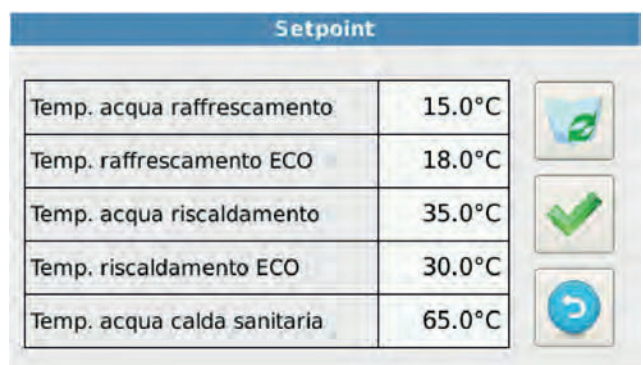 Setpoint
Temp. acqua raffrescamento 15.0°C
Temp. raffrescamento ECO 18.0°C
Temp. acqua riscaldamento 35.0°C
Temp. riscaldamento ECO 30.0°C
Temp. acqua calda sanitaria 65.0°C